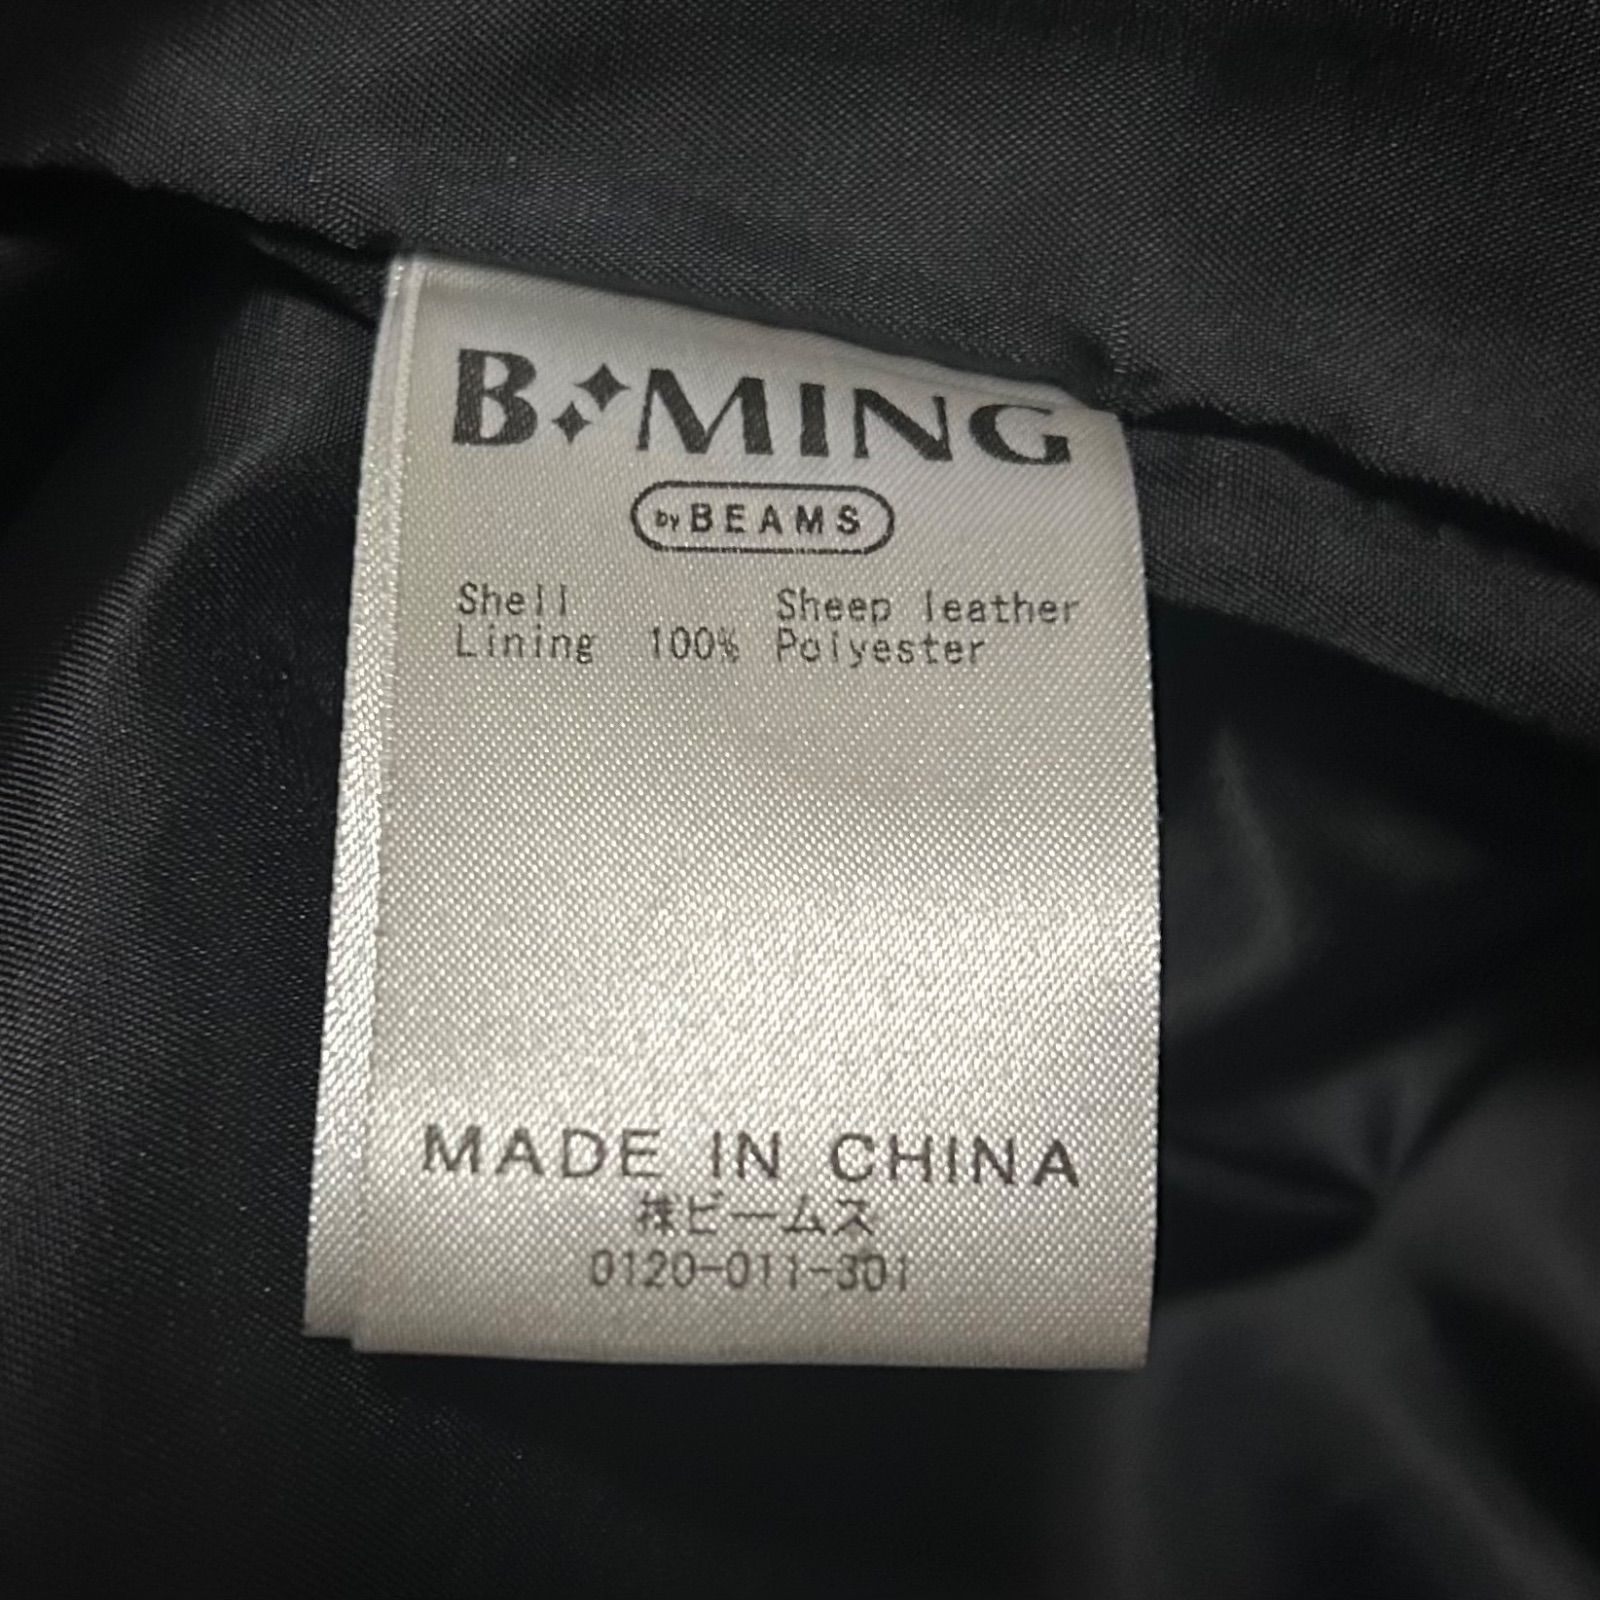 B MING
by BEAMS
Shell Sheep leather
Lining 100% Polyester
MADE IN CHINA
㈱ビームス
0120-011-301